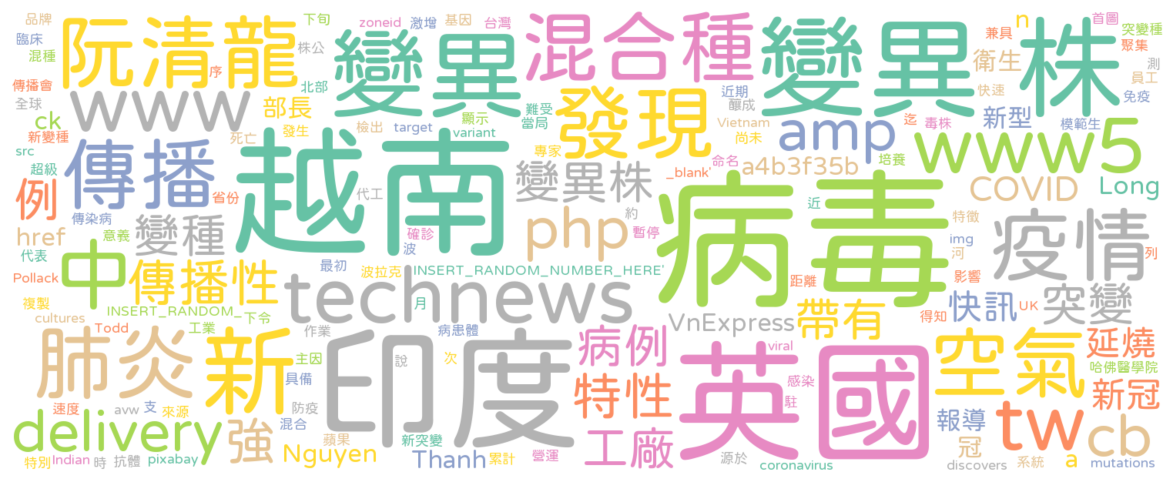 品牌 阮清龍 下旬 zoneid 激增 基因 台灣 混合種 變異株 首圖
臨床 變異 兼具 n 突變種
混種 株公 衛生 聚集 測
傳播會 序 www 部長 北部 發現 近期 快速 員工
全球 難受 釀成 免疫
ck 發生 顯示 當局 Vietnam amp 迄 新型
新變種 死亡 檢出 target variant 尚未 毒株 模範生
src 傳播 越南 專家 命名 www5
超級 變異株 _blank' a4b3f35b 培養
例 省份 代工 病毒 近 COVID Long
傳染病 約 特徵
href 變種 意義 確診 php 暫停 疫情
代表 波 img 河 列
中 最初 波拉克 'INSERT_RANDOM_NUMBER_HERE' 距離 影響
Pollack 傳播性 technews UK
複製 月 帶有 快訊 得知 突變
cultures INSERT_RANDOM_ 下令 VnExpress
Todd 工業 作業 病患體
肺炎 新 印度 病例 viral 英國 空氣 延燒
主因 說 次 哈佛醫學院
具備 特性 感染 新冠
速度 avw 支 來源 防疫 駐 報導 tw cb
delivery 強 混合 蘋果 新突變 工廠 冠
特別 Indian 時 抗體 pixabay Nguyen Thanh 累計 營運 源於 coronavirus discovers 系統 a mutations